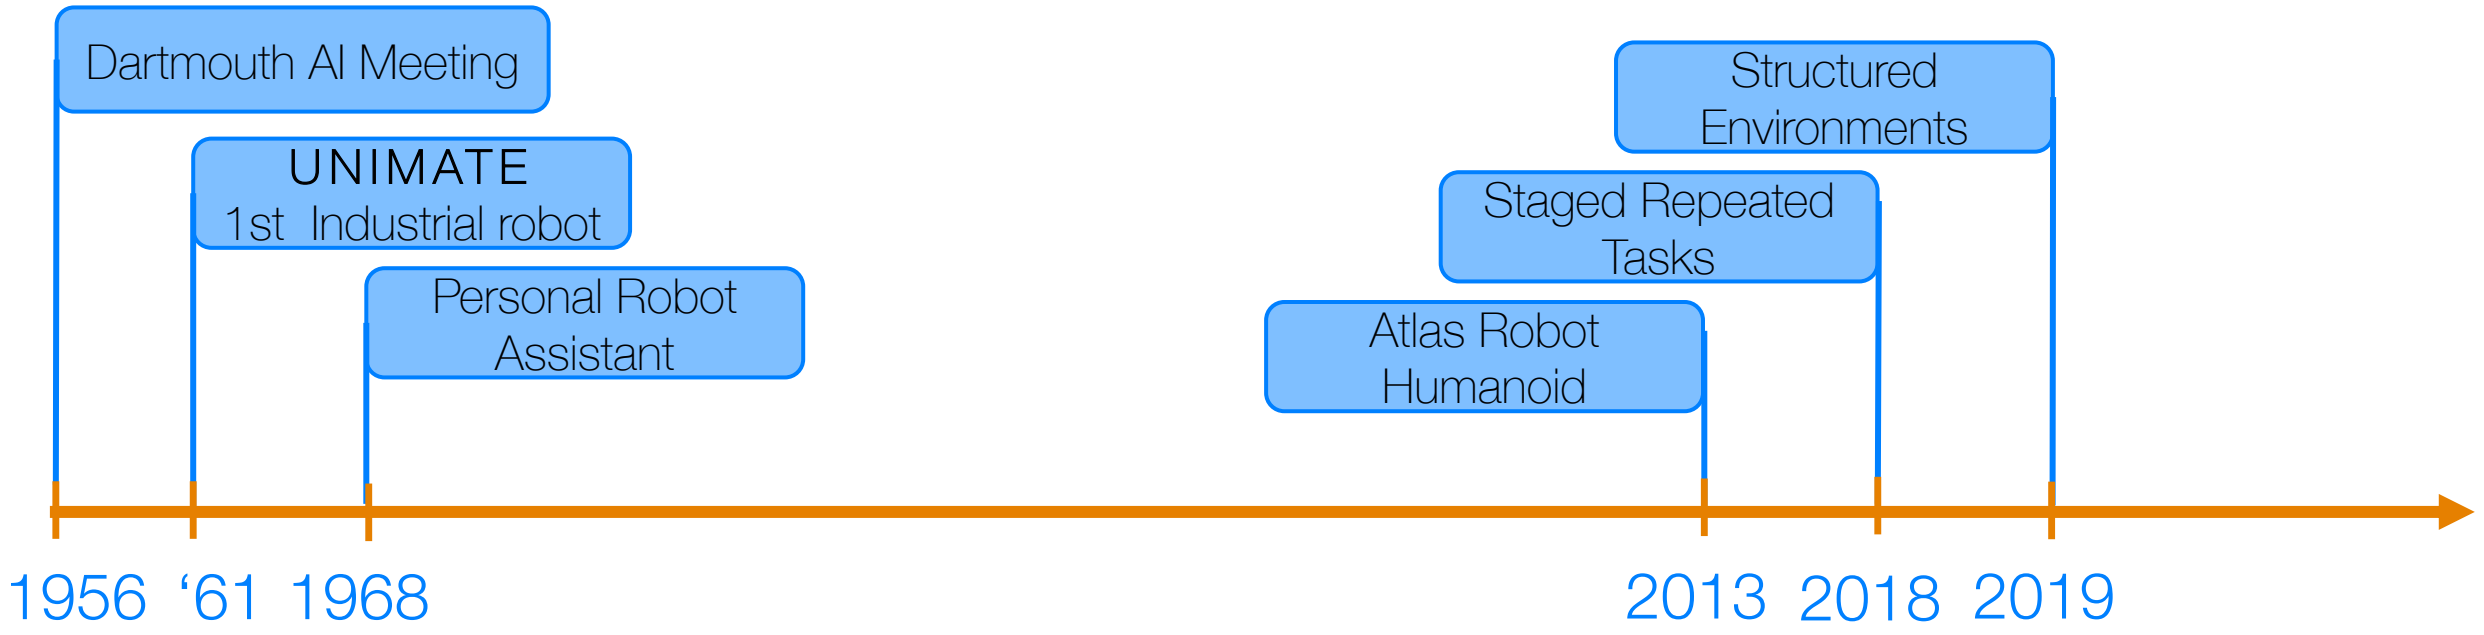 Dartmouth AI Meeting
UNIMATE
1st Industrial robot
Personal Robot
Assistant
Structured
Environments
Staged Repeated
Tasks
Atlas Robot
Humanoid
1956 ‘61 1968 2013 2018 2019